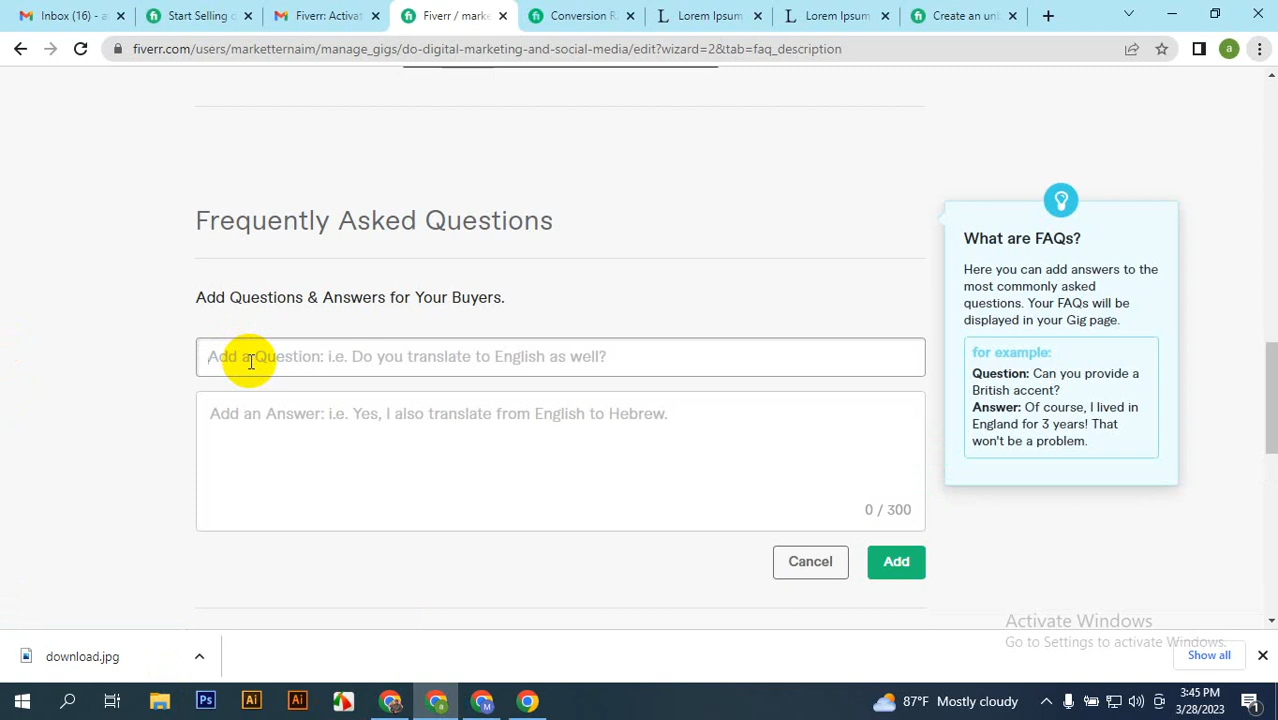 Inbox (16) - a
Start Selling o
Fiverr: Activat
Fiverr / marke
Conversion R
Lorem Ipsum
Lorem Ipsum
Create an unl
fiverr.com/users/marketternaim/manage_gigs/do-digital-marketing-and-social-media/edit?wizard=2&tab=faq_description
a
Frequently Asked Questions
Add Questions & Answers for Your Buyers.
Add a Question: i.e. Do you translate to English as well?
Add an Answer: i.e. Yes, I also translate from English to Hebrew.
0 / 300
Cancel
Add
What are FAQs?
Here you can add answers to the
most commonly asked
questions. Your FAQs will be
displayed in your Gig page.
for example:
Question: Can you provide a
British accent?
Answer: Of course, I lived in
England for 3 years! That
won't be a problem.
Activate Windows
Go to Settings to activate Windows.
download.jpg
Show all
Ps
Ai
Ai
a
M
87°F Mostly cloudy
3:45 PM
3/28/2023
1